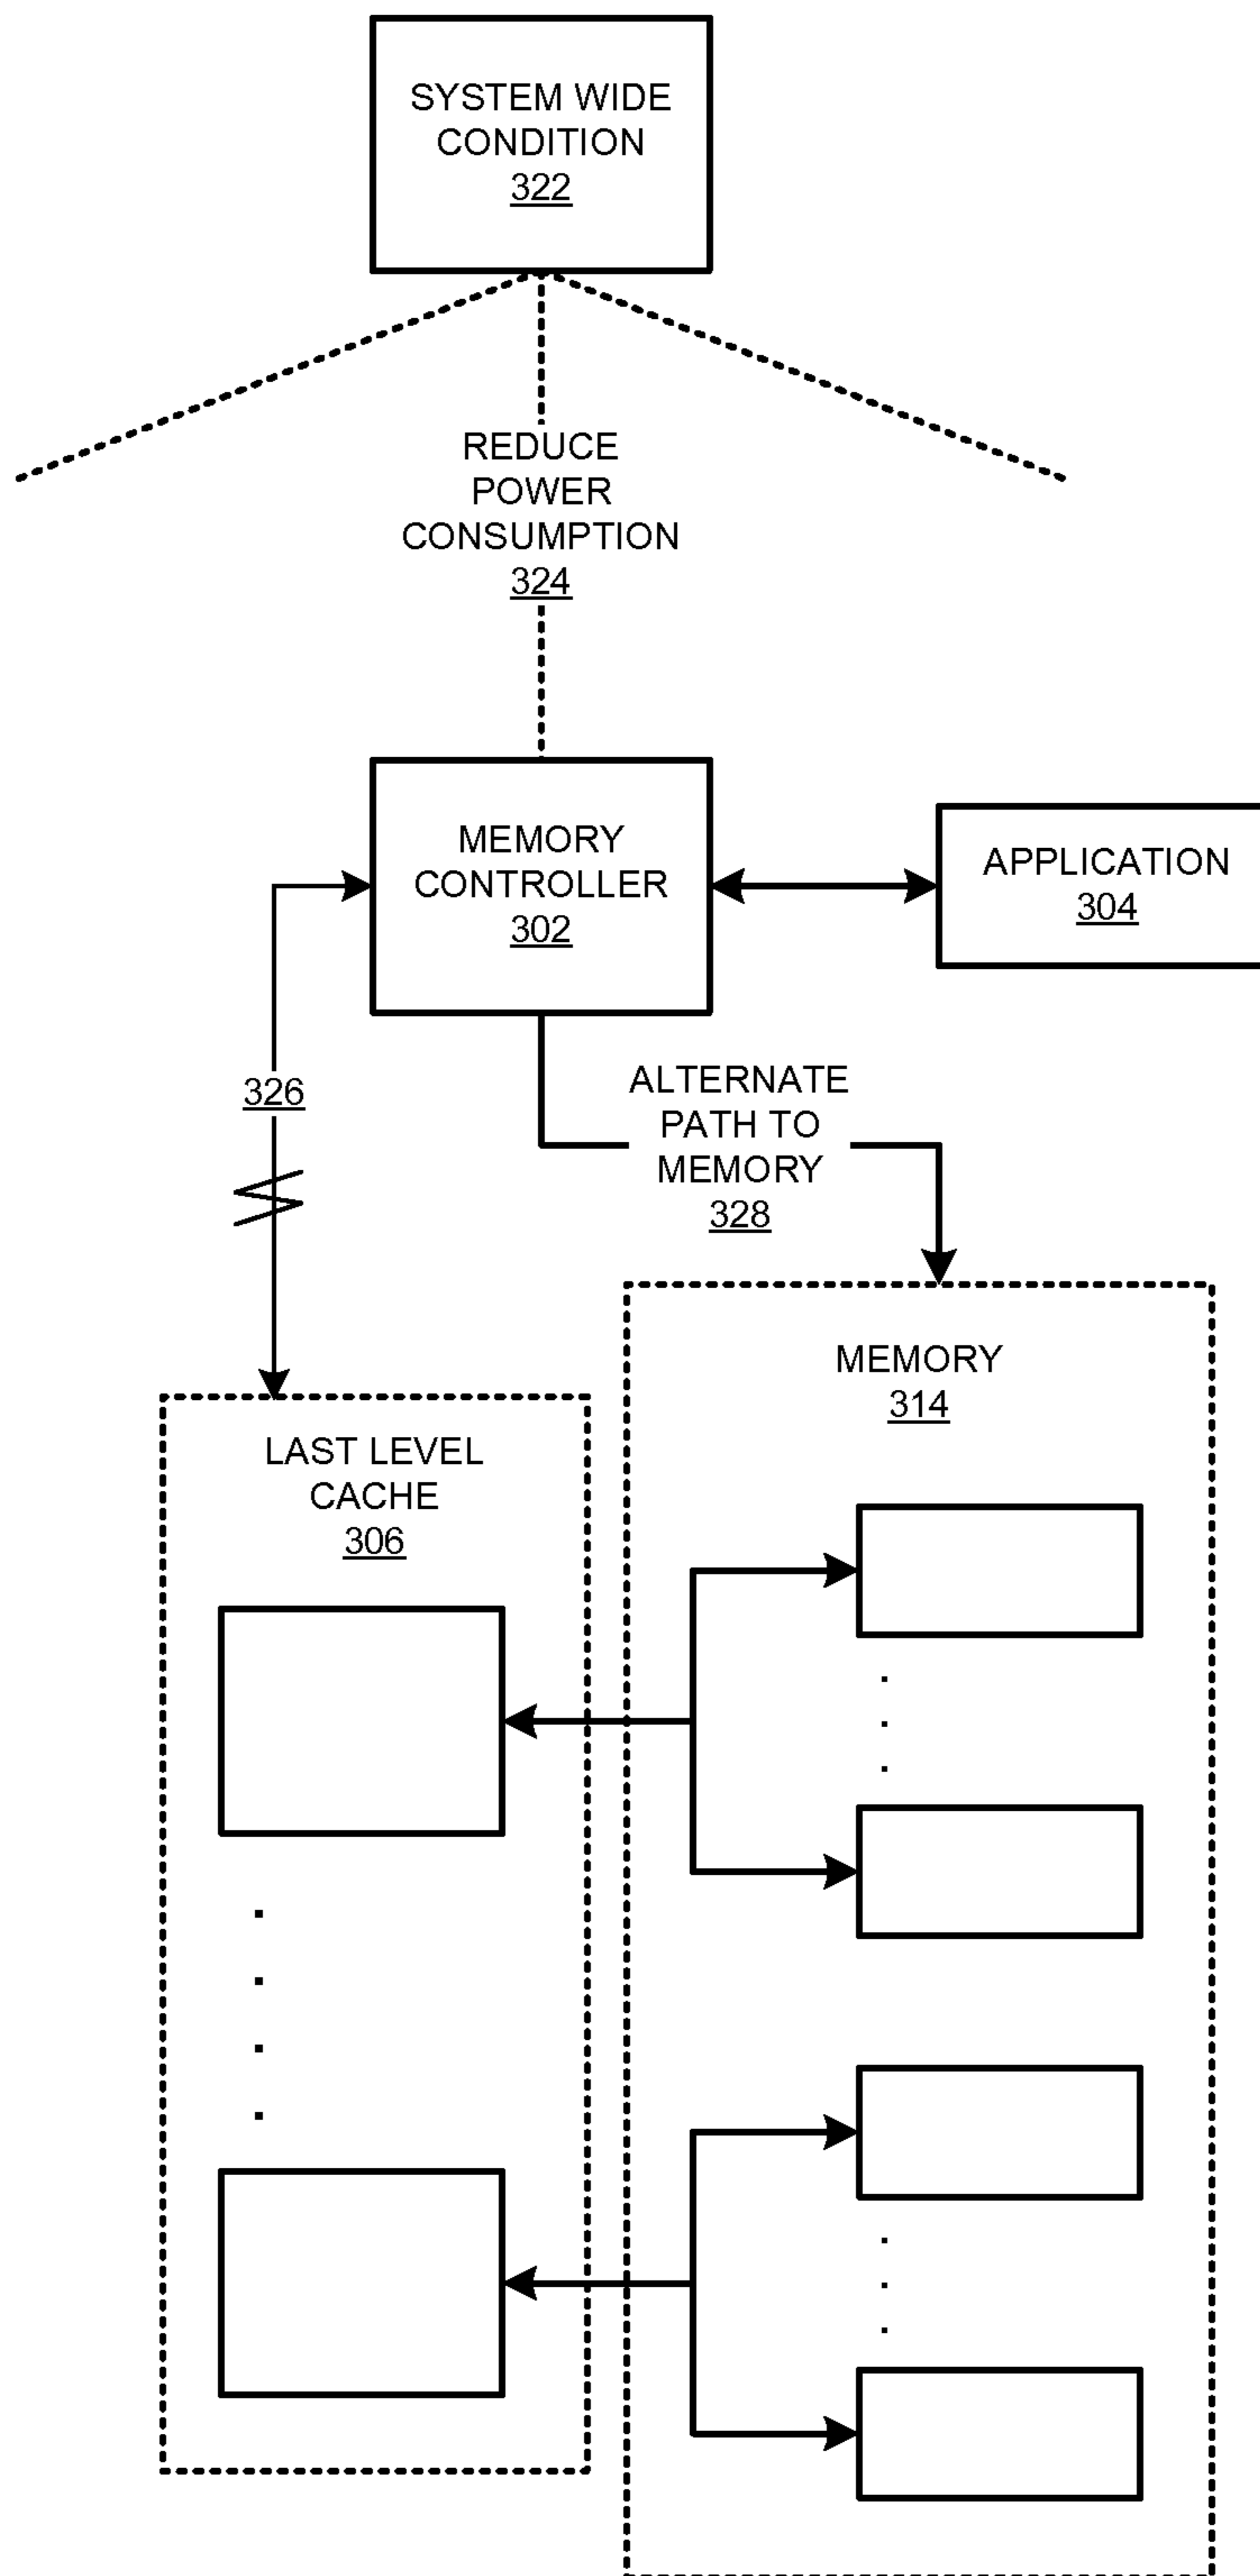 SYSTEM WIDE
CONDITION
322
REDUCE
POWER
CONSUMPTION
324
MEMORY
CONTROLLER
302
APPLICATION
304
326
ALTERNATE
PATH TO
MEMORY
328
MEMORY
314
LAST LEVEL
CACHE
306